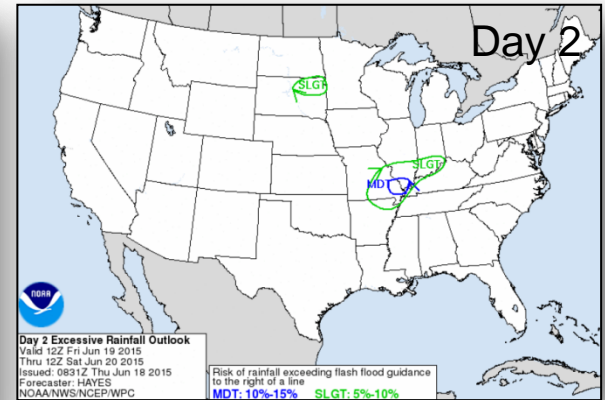 Day 2
SLGT
SLGT
MDT
NOAA
Day 2 Excessive Rainfall Outlook
Valid 12Z Fri Jun 19 2015
Thru 12Z Sat Jun 20 2015
Issued: 0831Z Thu Jun 18 2015
Forecaster: HAYES
NOAA/NWS/NCEP/WPC
Risk of rainfall exceeding flash flood guidance
to the right of a line
MDT: 10%-15% SLGT: 5%-10%